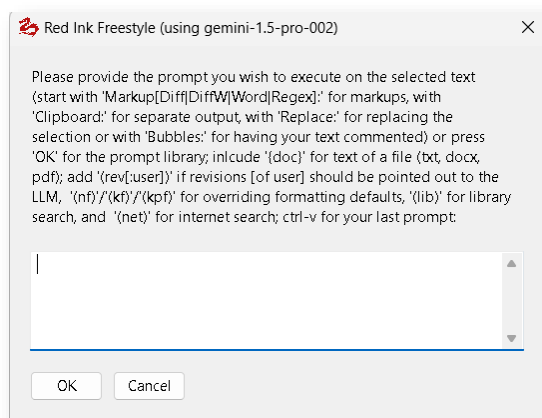 Red Ink Freestyle (using gemini-1.5-pro-002)
Please provide the prompt you wish to execute on the selected text
(start with 'Markup[Diff|DiffW|Word|Regex]:' for markups, with
'Clipboard:' for separate output, with 'Replace:' for replacing the
selection or with 'Bubbles:' for having your text commented) or press
'OK' for the prompt library; inlcude '{doc}' for text of a file (txt, docx,
pdf); add '(rev[:user])' if revisions [of user] should be pointed out to the
LLM, '(nf)'/'(kf)'/'(kpf)' for overriding formatting defaults, '(lib)' for library
search, and '(net)' for internet search; ctrl-v for your last prompt:
OK Cancel